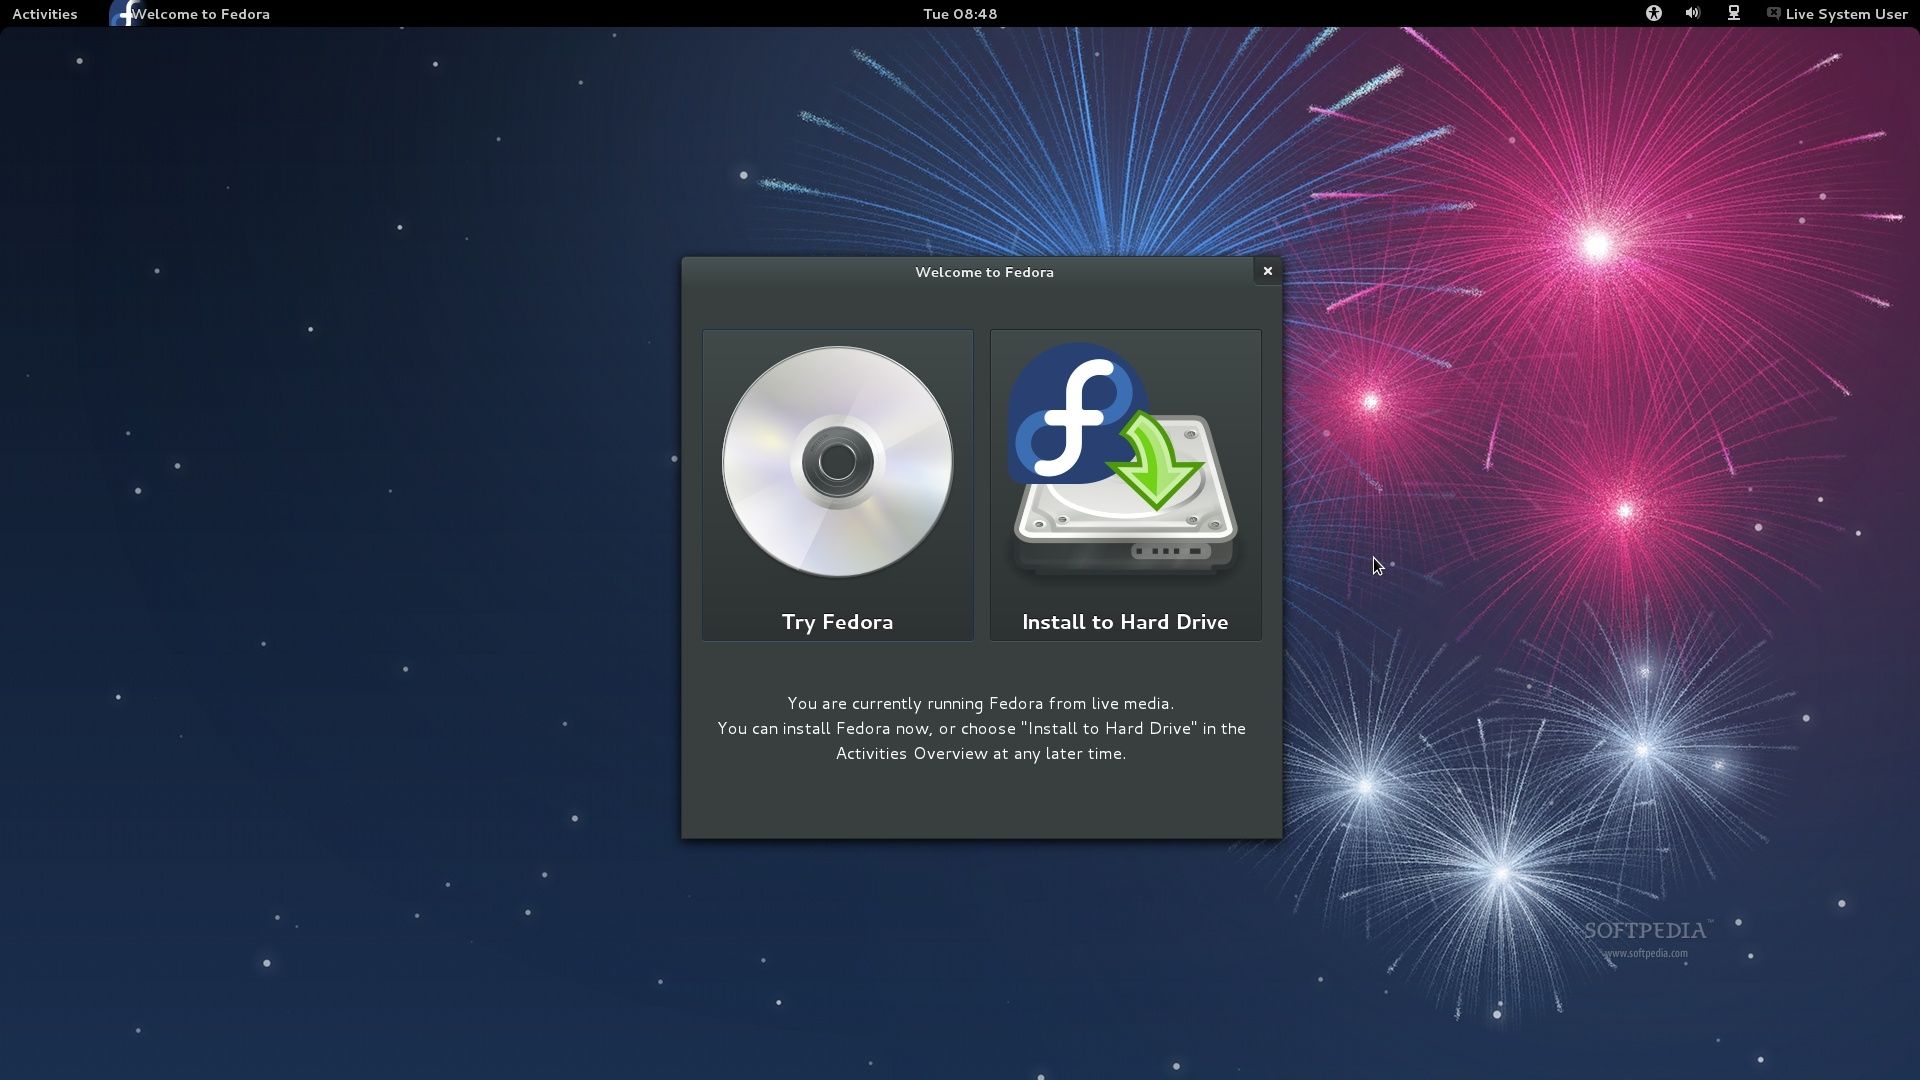 Activities
Welcome to Fedora
Tue 08:48
Live System User
Welcome to Fedora
Try Fedora
Install to Hard Drive
You are currently running Fedora from live media.
You can install Fedora now, or choose "Install to Hard Drive" in the
Activities Overview at any later time.
SOFTPEDIA™
www.softpedia.com